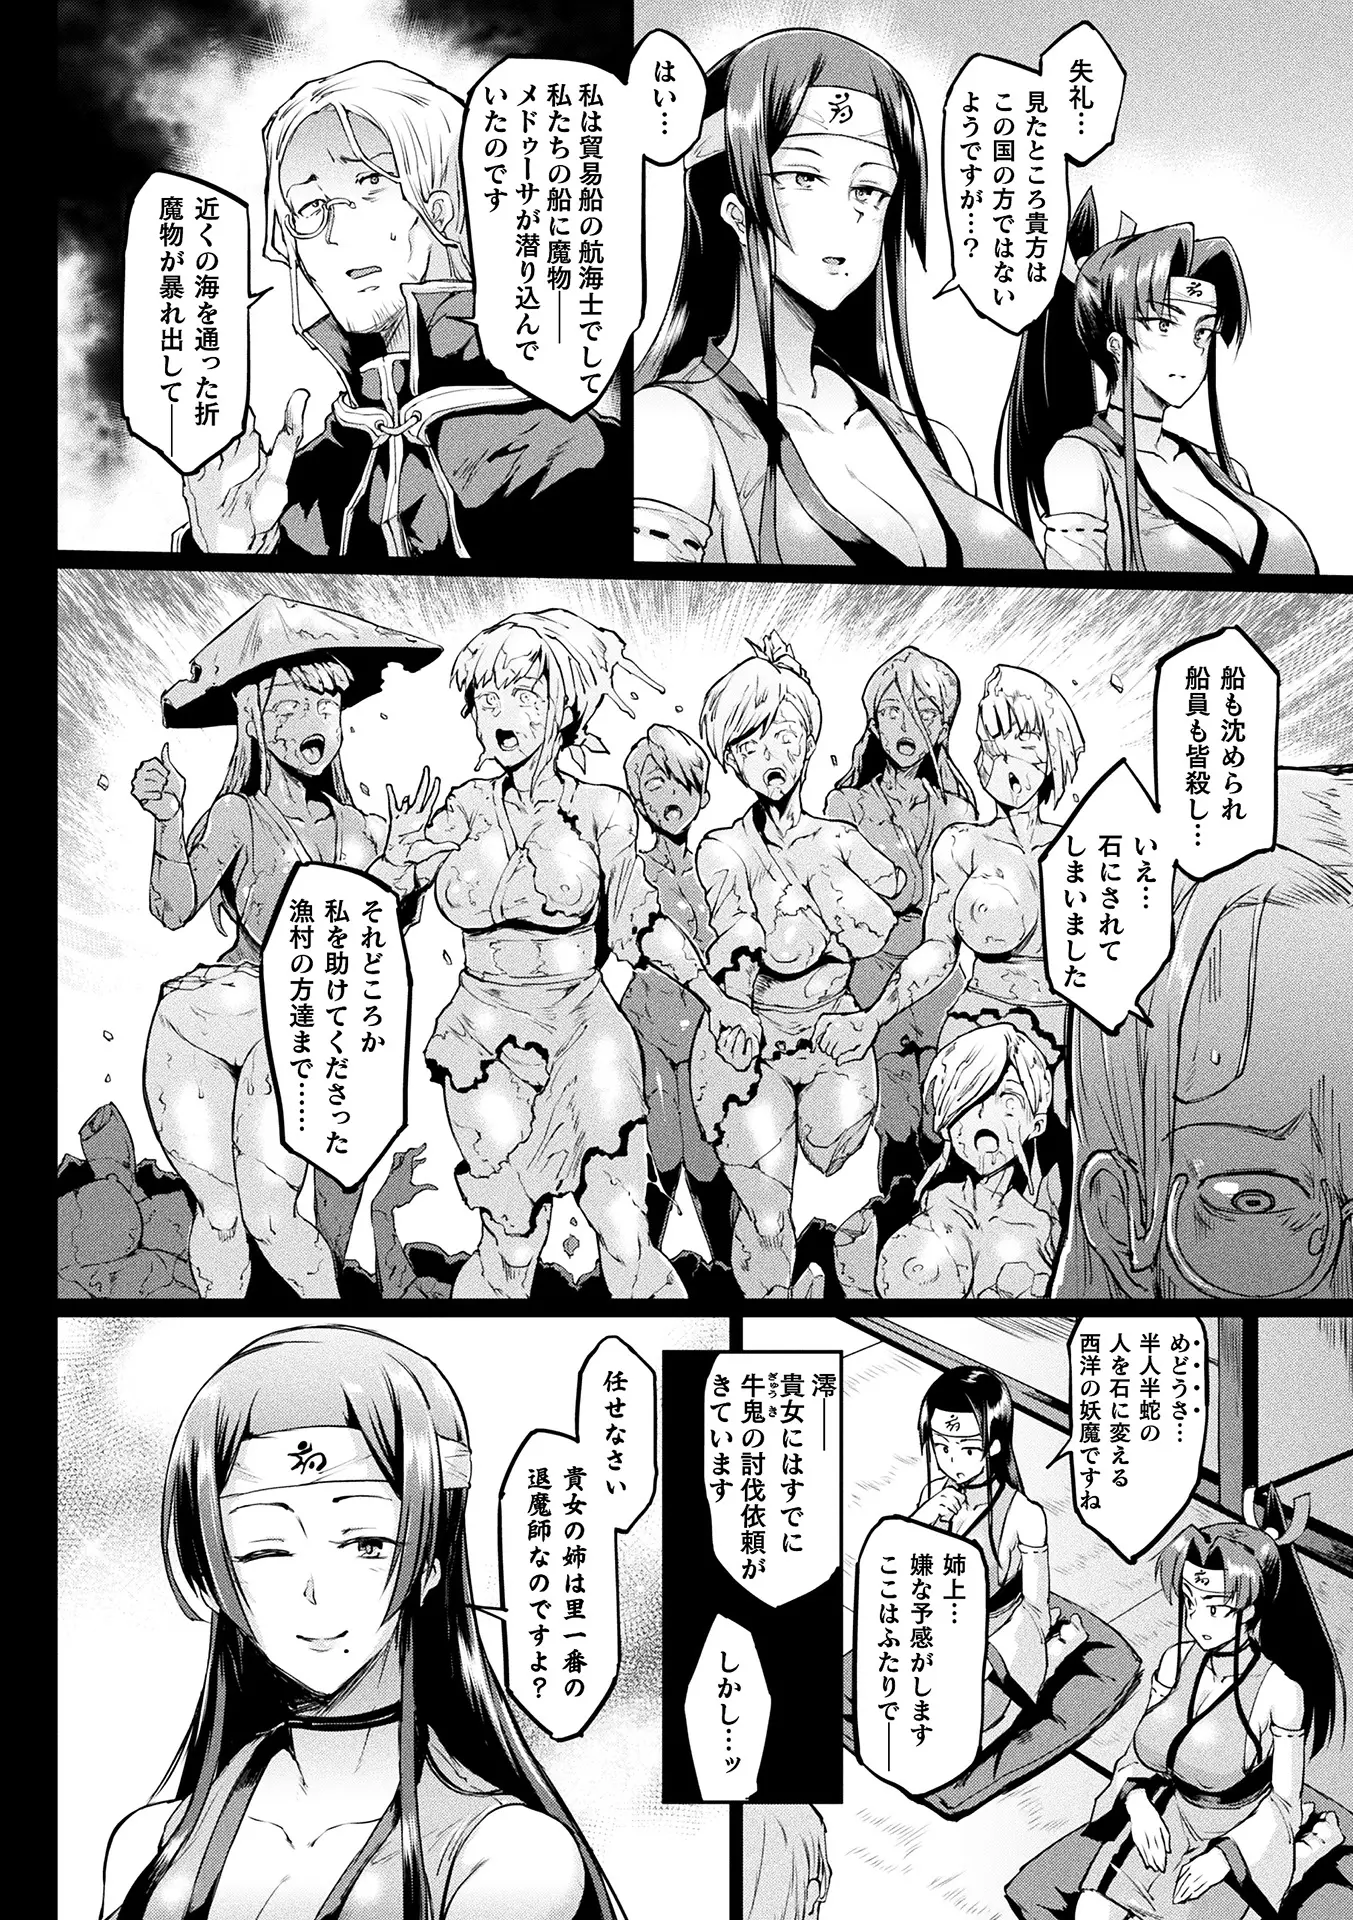 失礼…
見たところ貴方は
この国の方ではない
ようですが…？
はい…
私は貿易船の航海士でして
私たちの船に魔物――
メドゥーサが潜り込んで
いたのです
近くの海を通った折
魔物が暴れ出して――
船も沈められ
船員も皆殺し…
いえ…
石にされて
しまいました
それどころか
私を助けてくださった
漁村の方達まで……
めどうさ…
半人半蛇の
人を石に変える
西洋の妖魔ですね
姉上…
嫌な予感がします
ここはふたりで――
澪――
貴女にはすでに
牛鬼の討伐依頼が
きています
ぎゅうき
しかし…ッ
任せなさい
貴女の姉は里一番の
退魔師なのですよ？